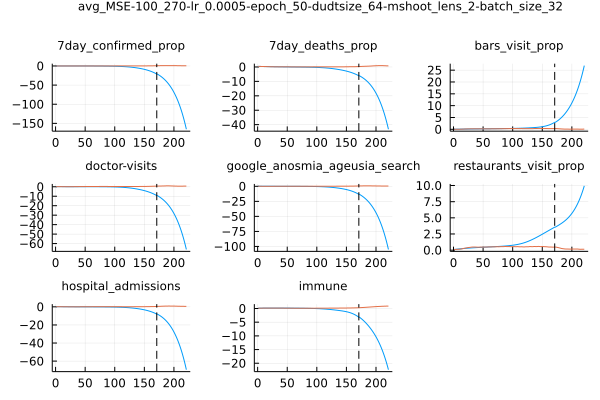 avg_MSE-100_270-lr_0.0005-epoch_50-dudtsize_64-mshoot_lens_2-batch_size_32
7day_confirmed_prop
0
−50
−100
−150
0 50 100 150 200
7day_deaths_prop
0
−10
−20
−30
−40
0 50 100 150 200
bars_visit_prop
25
20
15
10
5
0
0 50 100 150 200
doctor-visits
0
−10
−20
−30
−40
−50
−60
0 50 100 150 200
google_anosmia_ageusia_search
0
−25
−50
−75
−100
0 50 100 150 200
restaurants_visit_prop
10.0
7.5
5.0
2.5
0.0
0 50 100 150 200
hospital_admissions
0
−20
−40
−60
0 50 100 150 200
immune
0
−5
−10
−15
−20
0 50 100 150 200